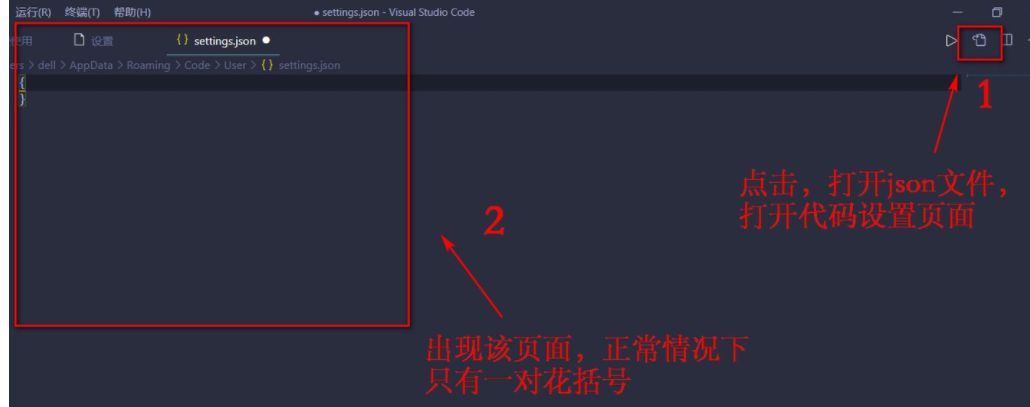 运行(R) 终端(T) 帮助(H) ● settings.json - Visual Studio Code
使用 设置 {} settings.json ●
ers > dell > AppData > Roaming > Code > User > {} settings.json
{
}
1
点击，打开json文件，
打开代码设置页面
2
出现该页面，正常情况下
只有一对花括号